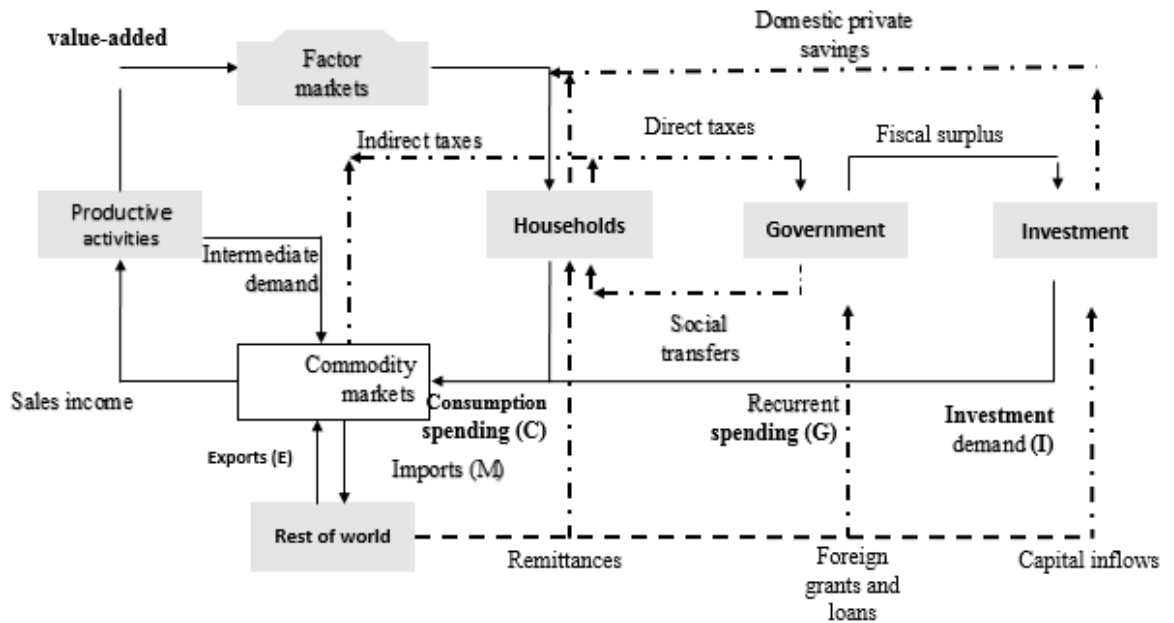 Domestic private
savings
value-added
Factor
markets
Indirect taxes
Direct taxes
Fiscal surplus
Productive
activities
Households
Government
Investment
Intermediate
demand
Social
transfers
Commodity
markets
Sales income
Consumption
spending (C)
Recurrent
spending (G)
Investment
demand (I)
Exports (E)
Imports (M)
Rest of world
Remittances
Foreign
grants and
loans
Capital inflows